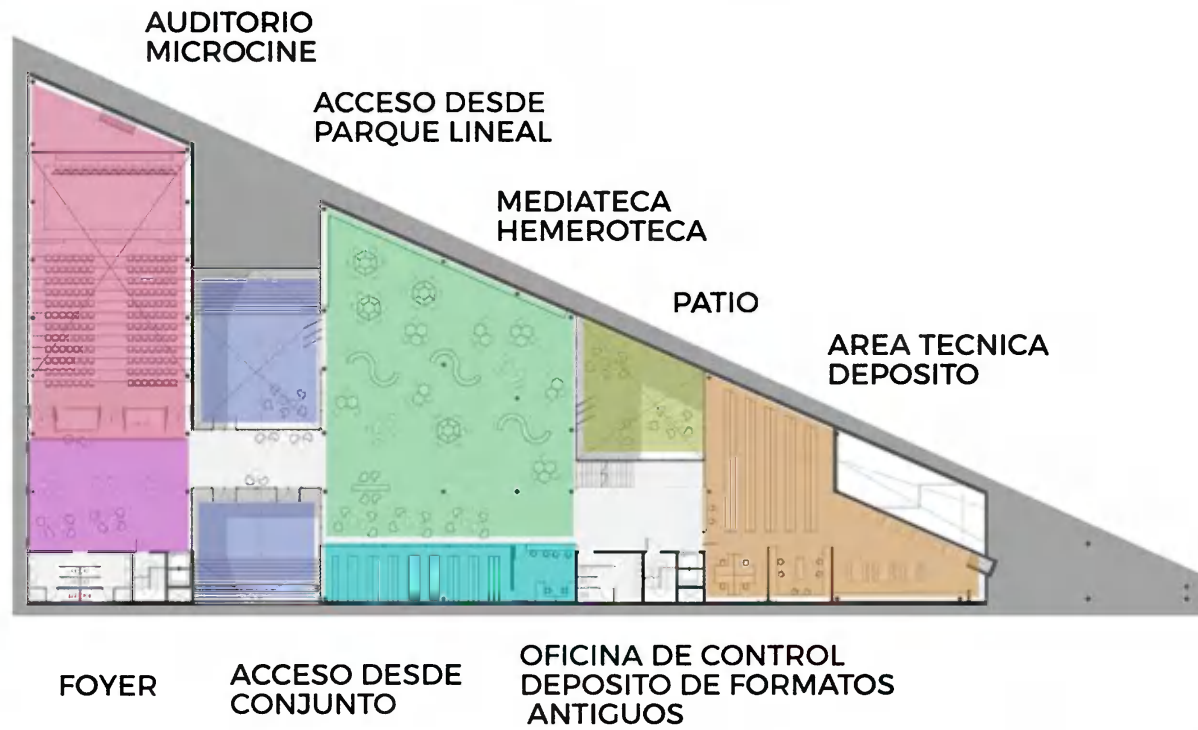 AUDITORIO
MICROCINE
ACCESO DESDE
PARQUE LINEAL
MEDIATECA
HEMEROTECA
PATIO
AREA TECNICA
DEPOSITO
FOYER
ACCESO DESDE
CONJUNTO
OFICINA DE CONTROL
DEPOSITO DE FORMATOS
ANTIGUOS